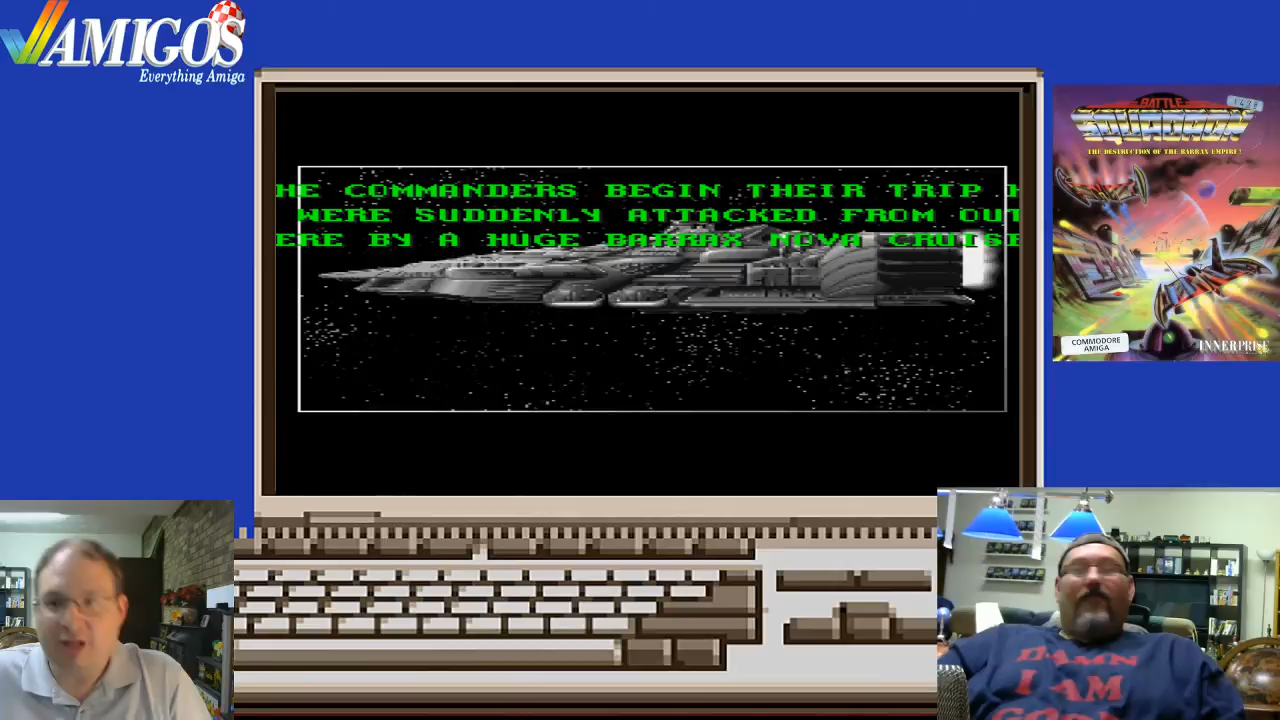 AMIGOS
Everything Amiga
HE COMMANDERS BEGIN THEIR TRIP H
WERE SUDDENLY ATTACKED FROM OUT
ERE BY A HUGE BARRAX NOVA CRUISE
BATTLE
SQUADRON
THE DESTRUCTION OF THE BARRAX EMPIRE!
COMMODORE
AMIGA
INNERPRISE
DAMN
I AM
GOOD